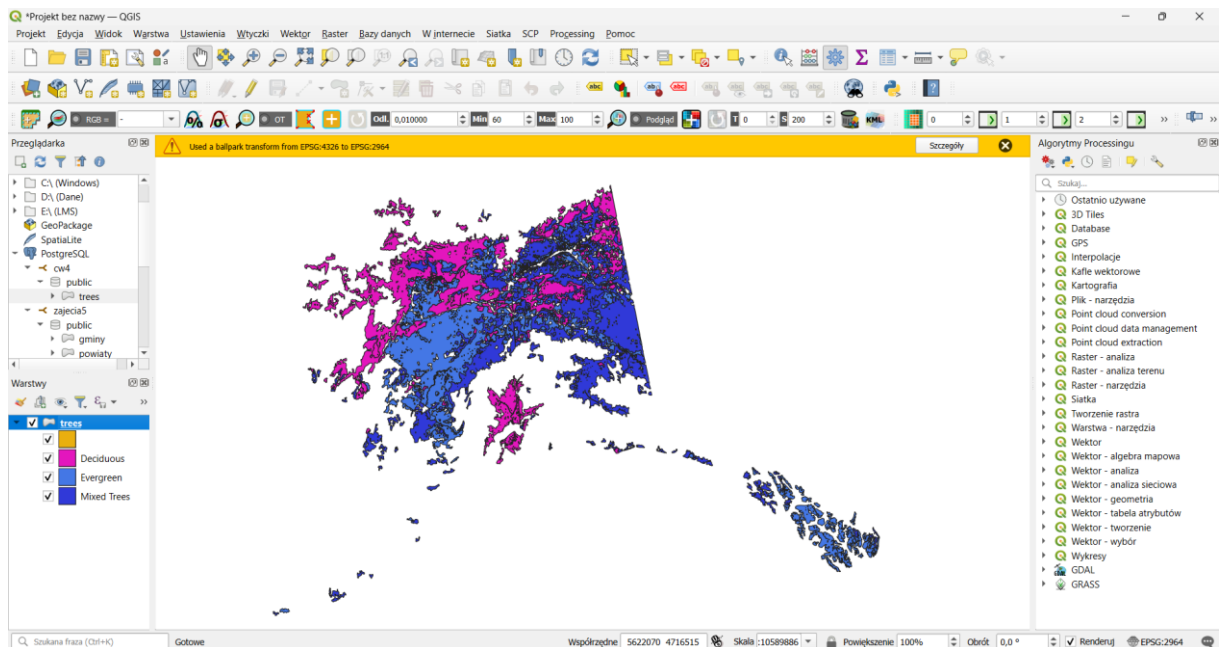 *Projekt bez nazwy — QGIS
Projekt Edycja Widok Warstwa Ustawienia Wtyczki Wektor Raster Bazy danych W internecie Siatka SCP Processing Pomoc
RGB = - OT Odl. 0,010000 Min 60 Max 100 Podgląd T 0 S 200 KML 0 1 2
Przeglądarka
Used a ballpark transform from EPSG:4326 to EPSG:2964
Szczegóły
C:\ (Windows)
D:\ (Dane)
E:\ (LMS)
GeoPackage
SpatiaLite
PostgreSQL
cw4
public
trees
zajecia5
public
gminy
powiaty
Warstwy
trees
Deciduous
Evergreen
Mixed Trees
Algorytmy Processingu
Szukaj...
Ostatnio używane
3D Tiles
Database
GPS
Interpolacje
Kafle wektorowe
Kartografia
Plik - narzędzia
Point cloud conversion
Point cloud data management
Point cloud extraction
Raster - analiza
Raster - analiza terenu
Raster - narzędzia
Siatka
Tworzenie rastra
Warstwa - narzędzia
Wektor
Wektor - algebra mapowa
Wektor - analiza
Wektor - analiza sieciowa
Wektor - geometria
Wektor - tabela atrybutów
Wektor - tworzenie
Wektor - wybór
Wykresy
GDAL
GRASS
Szukana fraza (Ctrl+K) Gotowe Współrzędne 5622070 4716515 Skala :10589886 Powiększenie 100% Obrót 0,0 ° Renderuj EPSG:2964